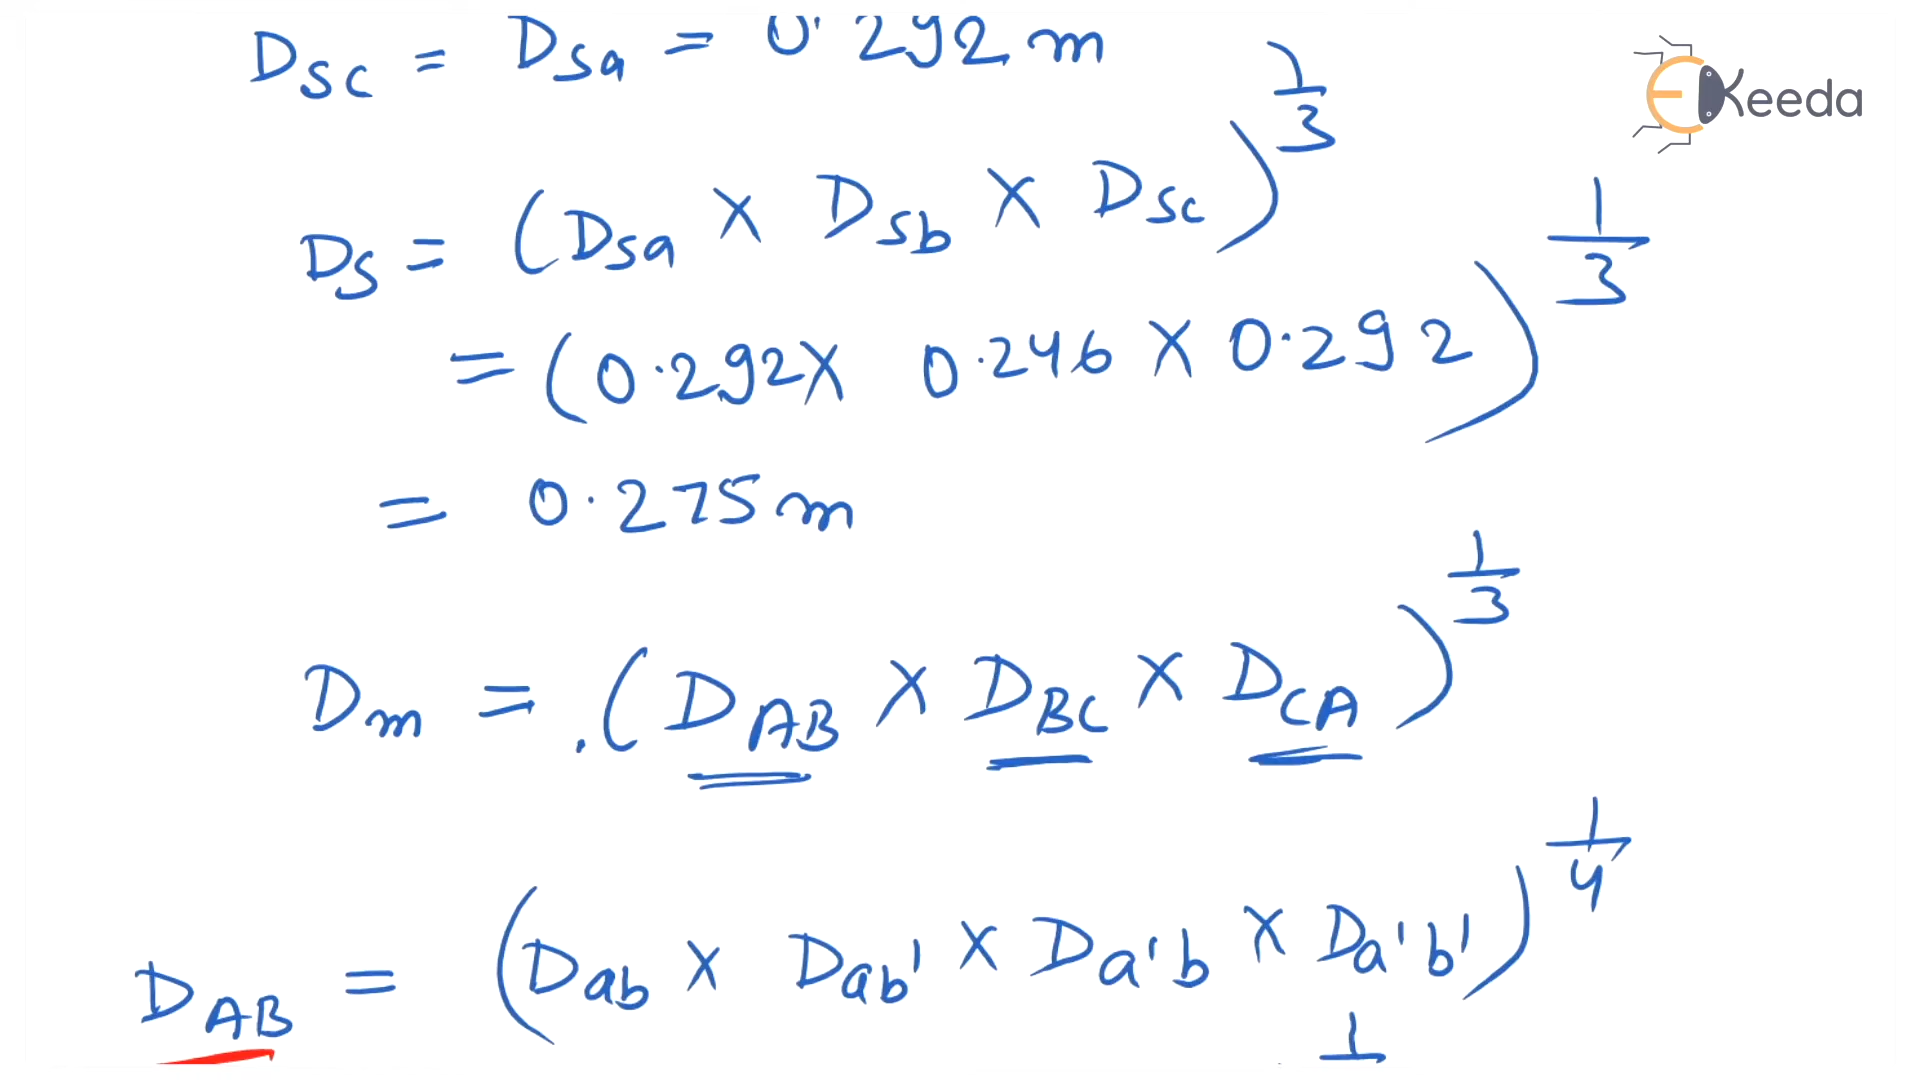 Dsc = Dsa = 0.292 m
EKeeda
Ds = (Dsa × Dsb × Dsc)^1/3
= (0.292 × 0.246 × 0.292)^1/3
= 0.275 m
Dm = .(DAB × DBC × DCA)^1/3
DAB = (Dab × Dab' × Da'b × Da'b')^1/4
1